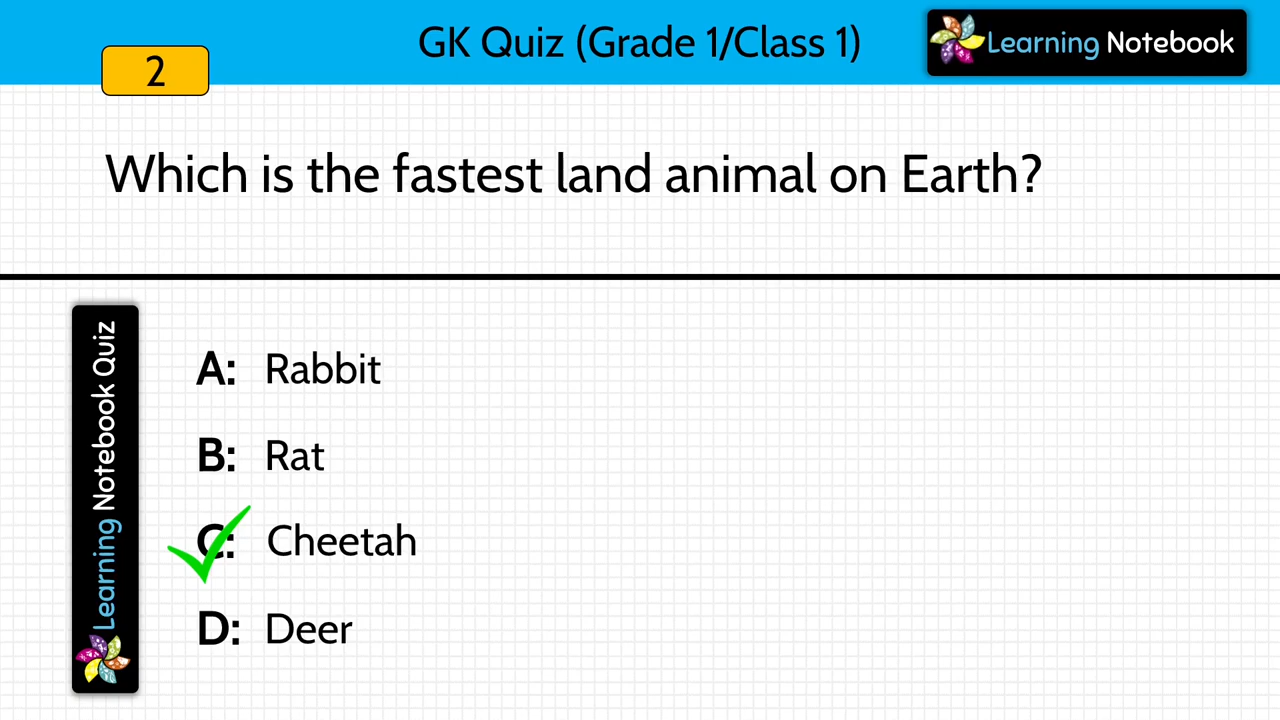 GK Quiz (Grade 1/Class 1)
Learning Notebook
2
Which is the fastest land animal on Earth?
Learning Notebook Quiz
A: Rabbit
B: Rat
C: Cheetah
D: Deer